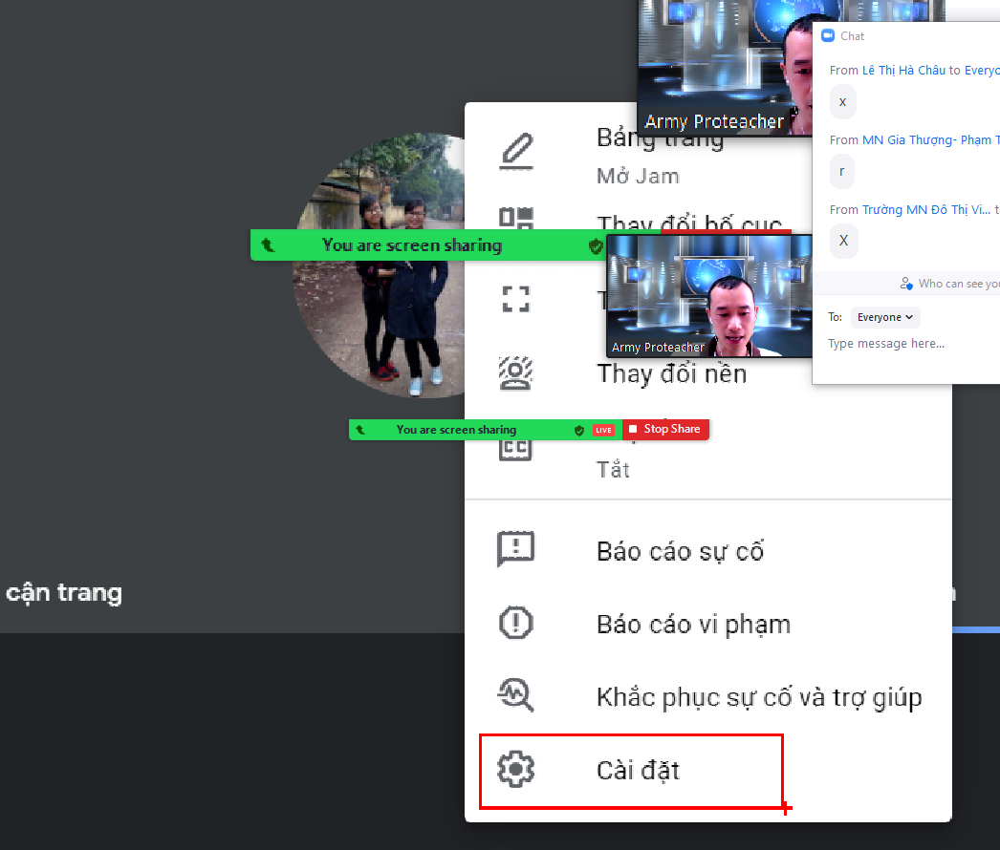 Army Proteacher
Chat
From Lê Thị Hà Châu to Everyo
x
From MN Gia Thượng- Phạm T
r
From Trường MN Đô Thị Vi... t
X
Who can see you
To: Everyone
Type message here...
Bảng trắng
Mở Jam
Thay đổi bố cục
You are screen sharing
Army Proteacher
Thay đổi nền
You are screen sharing
LIVE
Stop Share
CC
Tắt
Báo cáo sự cố
cận trang
Báo cáo vi phạm
Khắc phục sự cố và trợ giúp
Cài đặt